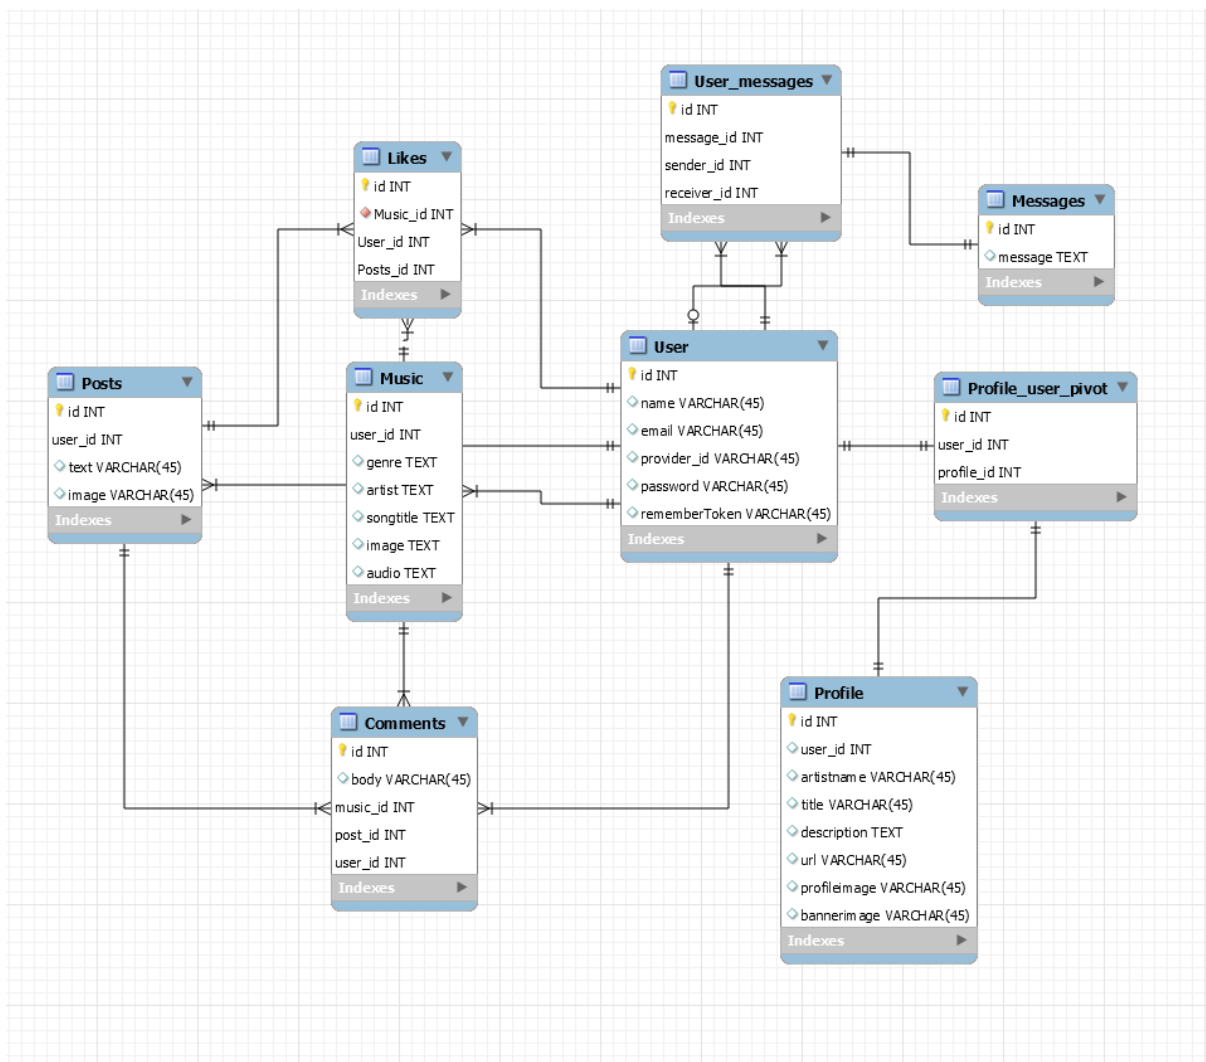 User_messages
id INT
message_id INT
sender_id INT
receiver_id INT
Indexes
Likes
id INT
Music_id INT
User_id INT
Posts_id INT
Indexes
Messages
id INT
message TEXT
Indexes
Posts
id INT
user_id INT
text VARCHAR(45)
image VARCHAR(45)
Indexes
Music
id INT
user_id INT
genre TEXT
artist TEXT
songtitle TEXT
image TEXT
audio TEXT
Indexes
User
id INT
name VARCHAR(45)
email VARCHAR(45)
provider_id VARCHAR(45)
password VARCHAR(45)
rememberToken VARCHAR(45)
Indexes
Profile_user_pivot
id INT
user_id INT
profile_id INT
Indexes
Comments
id INT
body VARCHAR(45)
music_id INT
post_id INT
user_id INT
Indexes
Profile
id INT
user_id INT
artistname VARCHAR(45)
title VARCHAR(45)
description TEXT
url VARCHAR(45)
profileimage VARCHAR(45)
bannerimage VARCHAR(45)
Indexes